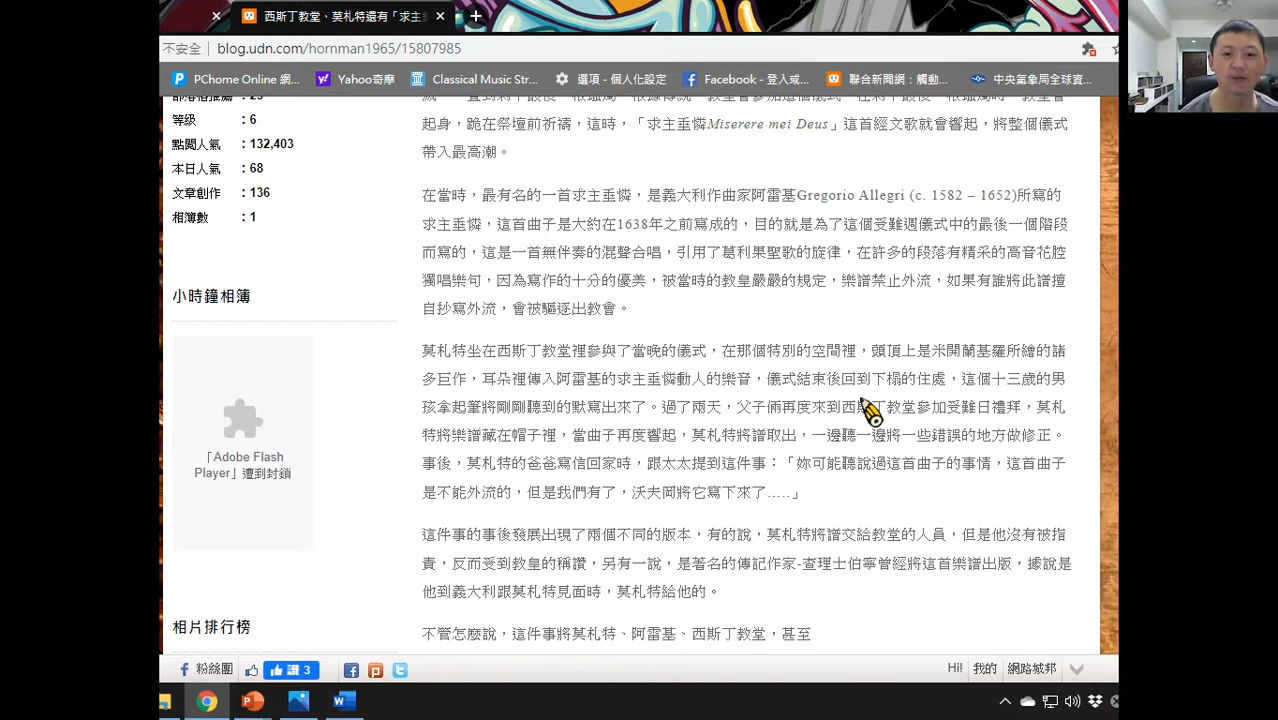 西斯丁教堂、莫札特還有「求主
不安全 | blog.udn.com/hornman1965/15807985
PChome Online 網...
Yahoo奇摩
Classical Music Str...
選項 - 個人化設定
Facebook - 登入或...
聯合新聞網：觸動...
中央氣象局全球資...
等級 ：6
點閱人氣 ：132,403
本日人氣 ：68
文章創作 ：136
相簿數 ：1
小時鐘相簿
「Adobe Flash
Player」遭到封鎖
相片排行榜
起身，跪在祭壇前祈禱，這時，「求主垂憐Miserere mei Deus」這首經文歌就會響起，將整個儀式
帶入最高潮。
在當時，最有名的一首求主垂憐，是義大利作曲家阿雷基Gregorio Allegri (c. 1582 – 1652)所寫的
求主垂憐，這首曲子是大約在1638年之前寫成的，目的就是為了這個受難週儀式中的最後一個階段
而寫的，這是一首無伴奏的混聲合唱，引用了葛利果聖歌的旋律，在許多的段落有精采的高音花腔
獨唱樂句，因為寫作的十分的優美，被當時的教皇嚴嚴的規定，樂譜禁止外流，如果有誰將此譜擅
自抄寫外流，會被驅逐出教會。
莫札特坐在西斯丁教堂裡參與了當晚的儀式，在那個特別的空間裡，頭頂上是米開蘭基羅所繪的諸
多巨作，耳朵裡傳入阿雷基的求主垂憐動人的樂音，儀式結束後回到下榻的住處，這個十三歲的男
孩拿起筆將剛剛聽到的默寫出來了。過了兩天，父子倆再度來到西斯丁教堂參加受難日禮拜，莫札
特將樂譜藏在帽子裡，當曲子再度響起，莫札特將譜取出，一邊聽一邊將一些錯誤的地方做修正。
事後，莫札特的爸爸寫信回家時，跟太太提到這件事：「妳可能聽說過這首曲子的事情，這首曲子
是不能外流的，但是我們有了，沃夫岡將它寫下來了.....」
這件事的事後發展出現了兩個不同的版本，有的說，莫札特將譜交給教堂的人員，但是他沒有被指
責，反而受到教皇的稱讚，另有一說，是著名的傳記作家-查理士伯寧曾經將這首樂譜出版，據說是
他到義大利跟莫札特見面時，莫札特給他的。
不管怎麼說，這件事將莫札特、阿雷基、西斯丁教堂，甚至
粉絲團 讚 3 Hi! 我的 網路城邦